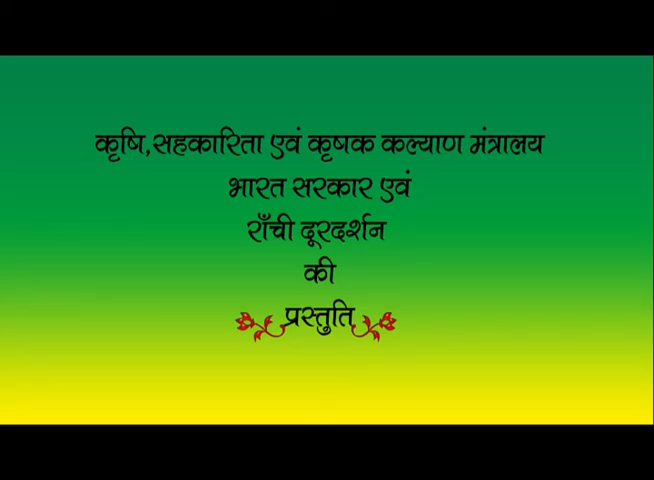 कृषि,सहकारिता एवं कृषक कल्याण मंत्रालय
भारत सरकार एवं
राँची दूरदर्शन
की
प्रस्तुति